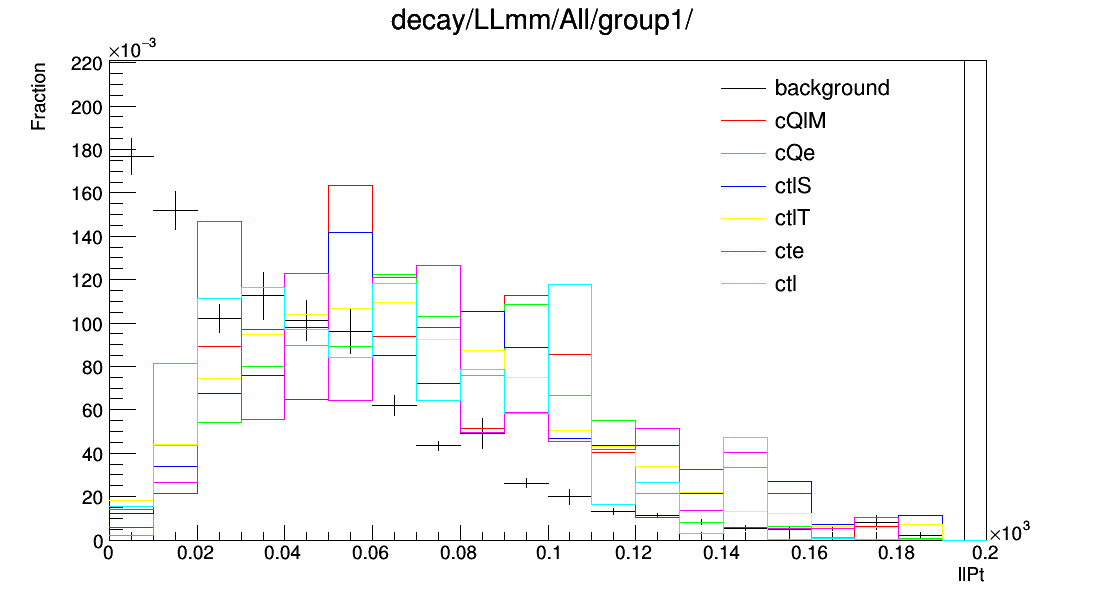 decay/LLmm/All/group1/
×10⁻³
Fraction
220
200
180
160
140
120
100
80
60
40
20
0
background
cQlM
cQe
ctlS
ctlT
cte
ctl
0 0.02 0.04 0.06 0.08 0.1 0.12 0.14 0.16 0.18 0.2
×10³
llPt